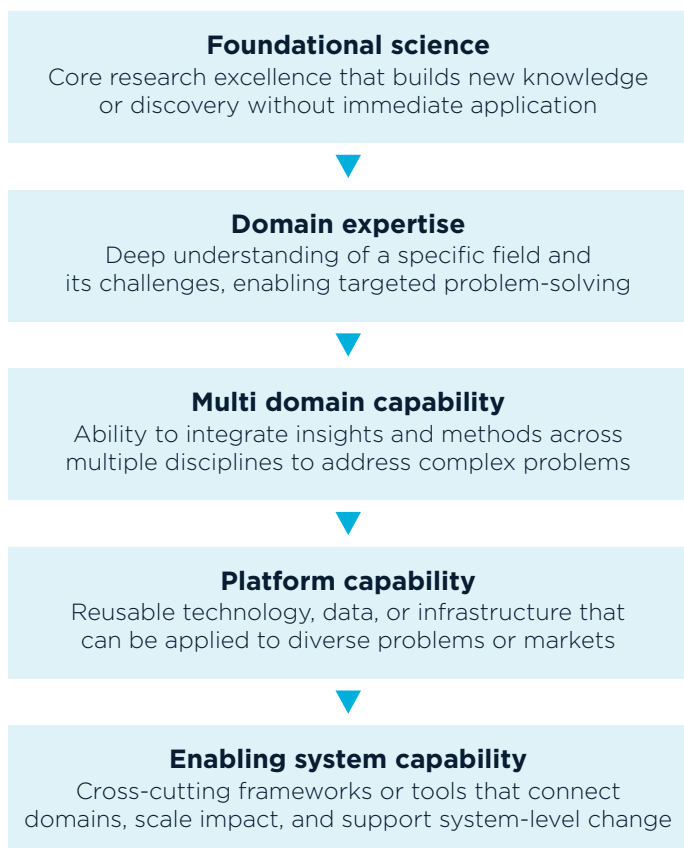 Foundational science
Core research excellence that builds new knowledge
or discovery without immediate application
Domain expertise
Deep understanding of a specific field and
its challenges, enabling targeted problem-solving
Multi domain capability
Ability to integrate insights and methods across
multiple disciplines to address complex problems
Platform capability
Reusable technology, data, or infrastructure that
can be applied to diverse problems or markets
Enabling system capability
Cross-cutting frameworks or tools that connect
domains, scale impact, and support system-level change